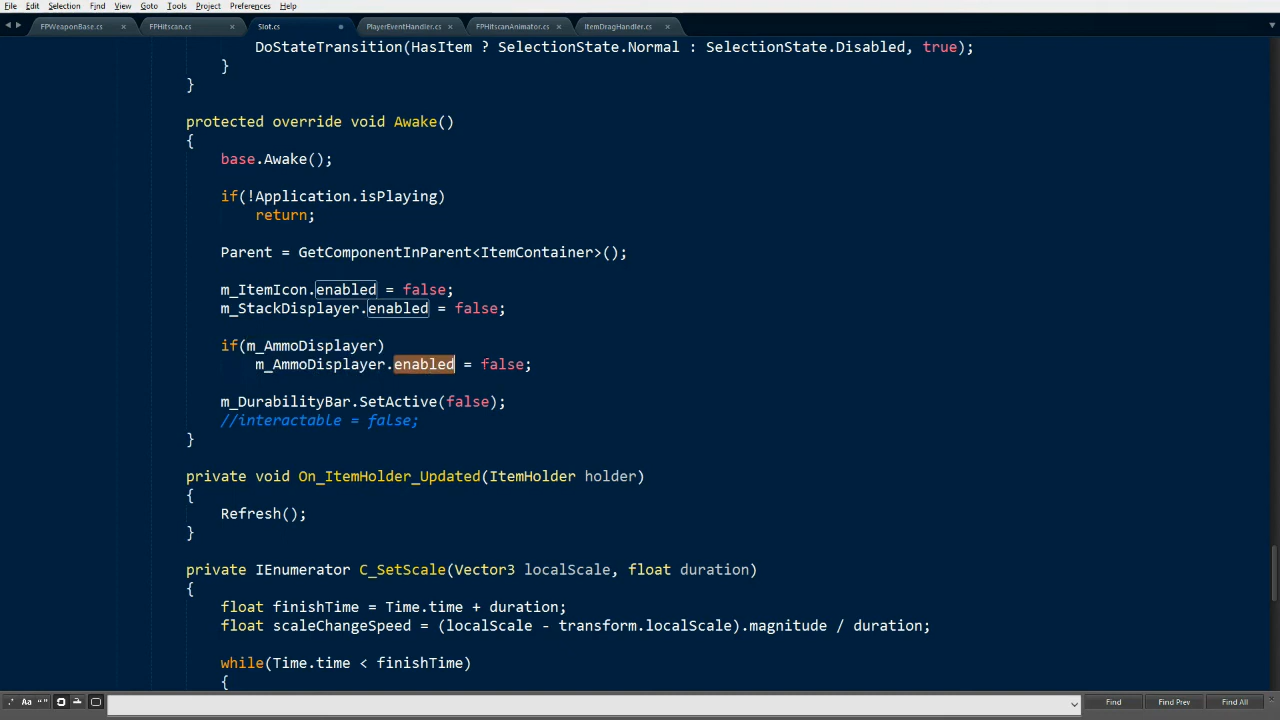 File Edit Selection Find View Goto Tools Project Preferences Help
FPWeaponBase.cs FPHitscan.cs Slot.cs PlayerEventHandler.cs FPHitscanAnimator.cs ItemDragHandler.cs
DoStateTransition(HasItem ? SelectionState.Normal : SelectionState.Disabled, true);
}
}
protected override void Awake()
{
base.Awake();
if(!Application.isPlaying)
return;
Parent = GetComponentInParent<ItemContainer>();
m_ItemIcon.enabled = false;
m_StackDisplayer.enabled = false;
if(m_AmmoDisplayer)
m_AmmoDisplayer.enabled = false;
m_DurabilityBar.SetActive(false);
//interactable = false;
}
private void On_ItemHolder_Updated(ItemHolder holder)
{
Refresh();
}
private IEnumerator C_SetScale(Vector3 localScale, float duration)
{
float finishTime = Time.time + duration;
float scaleChangeSpeed = (localScale - transform.localScale).magnitude / duration;
while(Time.time < finishTime)
{
.* Aa “” Find Find Prev Find All